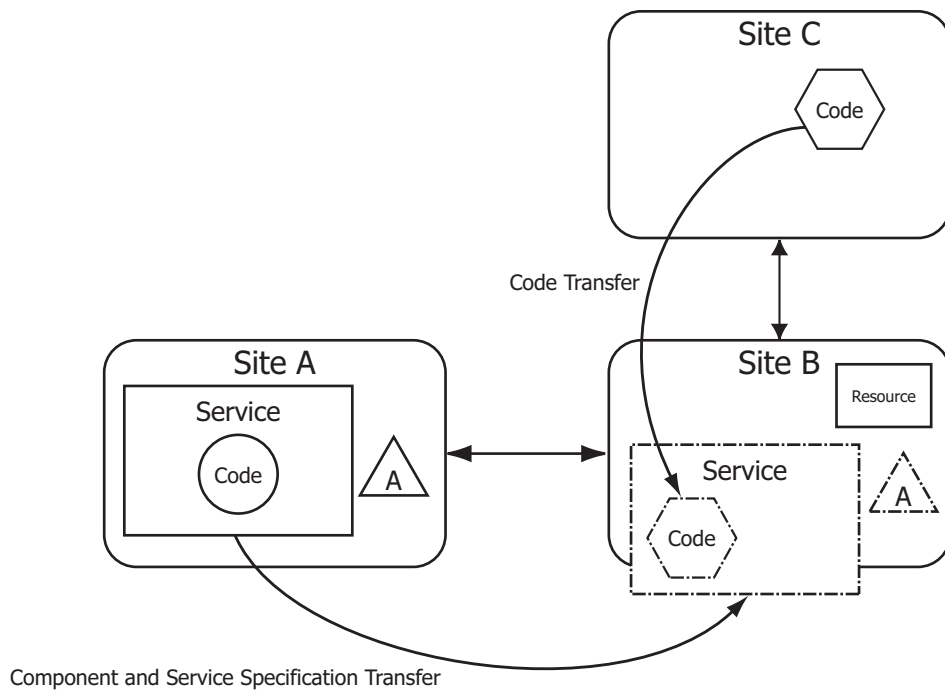 Site C
Code
Code Transfer
Site A
Service
Code
A
Site B
Resource
Service
Code
A
Component and Service Specification Transfer